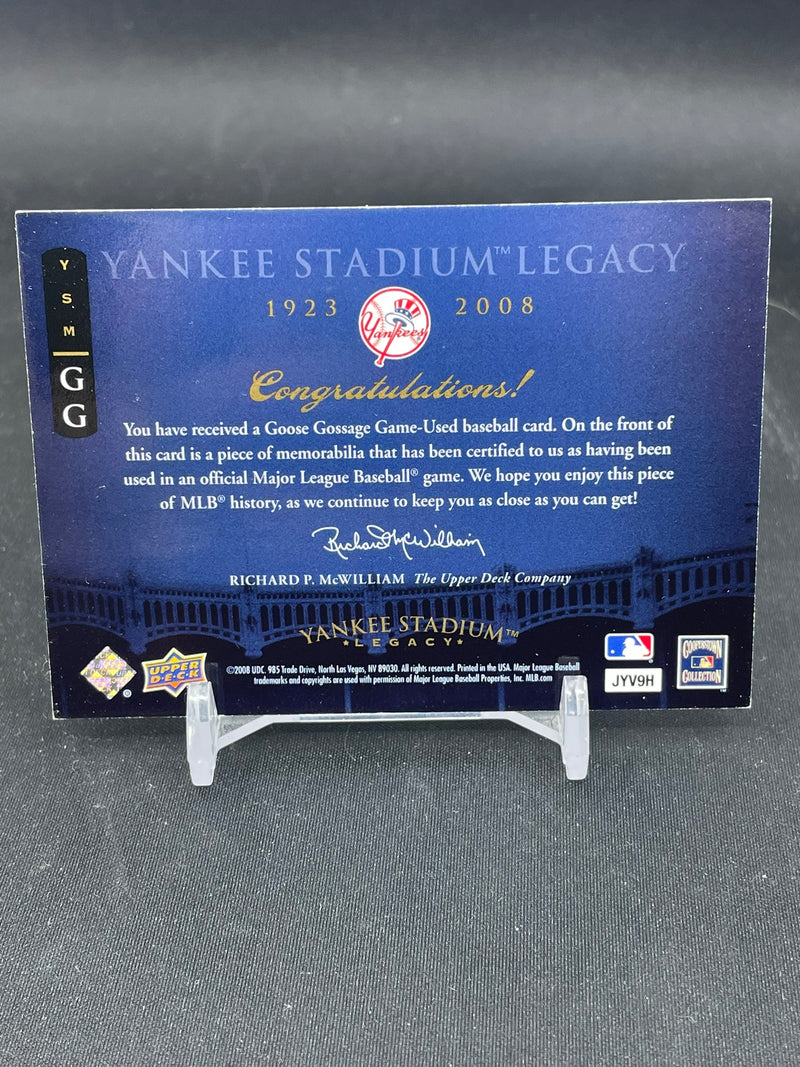 YSM GG
YANKEE STADIUM™ LEGACY
1923 2008
Yankees
Congratulations!
You have received a Goose Gossage Game-Used baseball card. On the front of
this card is a piece of memorabilia that has been certified to us as having been
used in an official Major League Baseball® game. We hope you enjoy this piece
of MLB® history, as we continue to keep you as close as you can get!
Richard McWilliam
RICHARD P. McWILLIAM The Upper Deck Company
YANKEE STADIUM™
LEGACY
UPPER DECK
©2008 UDC. 985 Trade Drive, North Las Vegas, NV 89030. All rights reserved. Printed in the USA. Major League Baseball
trademarks and copyrights are used with permission of Major League Baseball Properties, Inc. MLB.com
JYV9H
COOPERSTOWN
COLLECTION